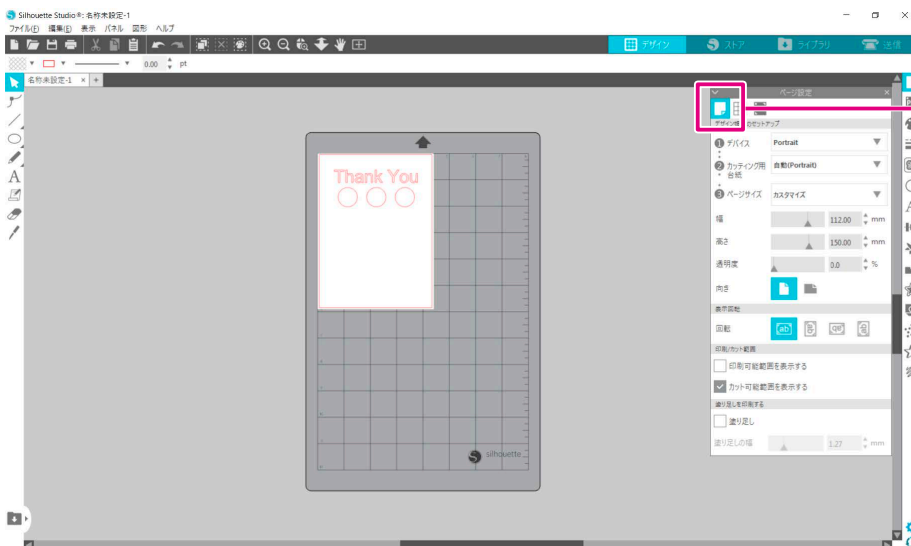 Silhouette Studio®: 名称未設定-1
ファイル(F) 編集(E) 表示 パネル 図形 ヘルプ
デザイン ストア ライブラリ 送信
0.00 pt
名称未設定-1 × +
ページ設定
デザイン のセットアップ
1 デバイス Portrait
2 カッティング用台紙 自動(Portrait)
3 ページサイズ カスタマイズ
幅 112.00 mm
高さ 150.00 mm
透明度 0.0 %
向き
表示回転
回転
印刷/カット範囲
印刷可能範囲を表示する
カット可能範囲を表示する
塗り足しを印刷する
塗り足し
塗り足しの幅 1.27 mm
Thank You
silhouette